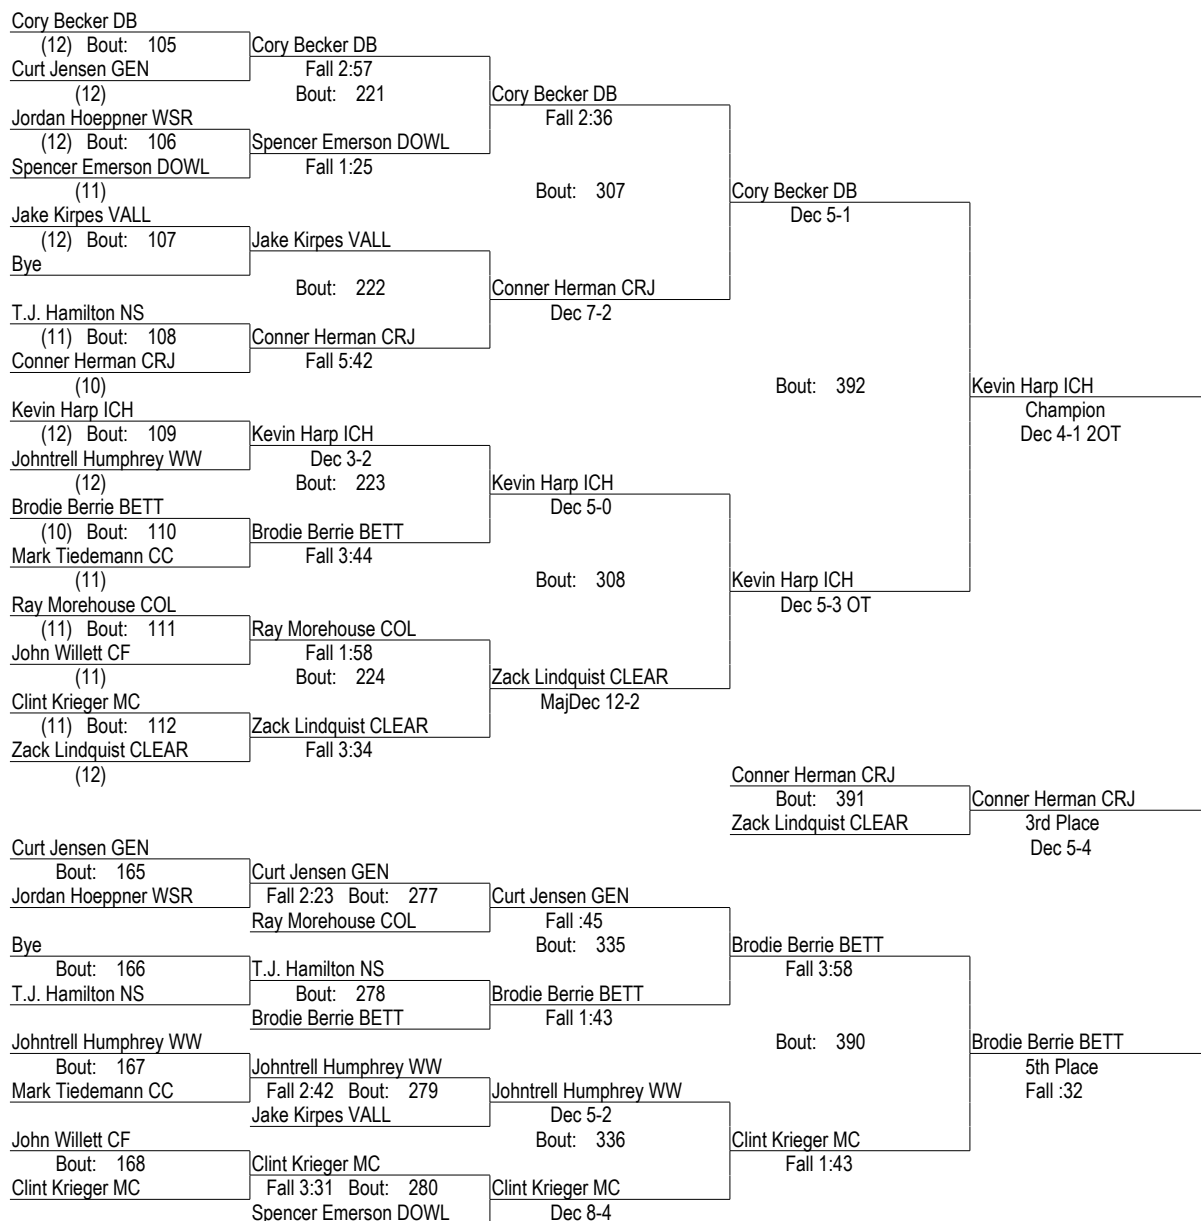 Cory Becker DB
(12) Bout: 105 Cory Becker DB
Curt Jensen GEN Fall 2:57
(12) Bout: 221 Cory Becker DB
Jordan Hoeppner WSR Fall 2:36
(12) Bout: 106 Spencer Emerson DOWL
Spencer Emerson DOWL Fall 1:25
(11) Bout: 307 Cory Becker DB
Jake Kirpes VALL Dec 5-1
(12) Bout: 107 Jake Kirpes VALL
Bye
Bout: 222 Conner Herman CRJ
T.J. Hamilton NS Dec 7-2
(11) Bout: 108 Conner Herman CRJ
Conner Herman CRJ Fall 5:42
(10) Bout: 392 Kevin Harp ICH
Kevin Harp ICH Champion
(12) Bout: 109 Kevin Harp ICH Dec 4-1 2OT
Johntrell Humphrey WW Dec 3-2
(12) Bout: 223 Kevin Harp ICH
Brodie Berrie BETT Dec 5-0
(10) Bout: 110 Brodie Berrie BETT
Mark Tiedemann CC Fall 3:44
(11) Bout: 308 Kevin Harp ICH
Ray Morehouse COL Dec 5-3 OT
(11) Bout: 111 Ray Morehouse COL
John Willett CF Fall 1:58
(11) Bout: 224 Zack Lindquist CLEAR
Clint Krieger MC MajDec 12-2
(11) Bout: 112 Zack Lindquist CLEAR
Zack Lindquist CLEAR Fall 3:34
(12) Conner Herman CRJ
Bout: 391 Conner Herman CRJ
Zack Lindquist CLEAR 3rd Place
Curt Jensen GEN Dec 5-4
Bout: 165 Curt Jensen GEN
Jordan Hoeppner WSR Fall 2:23 Bout: 277 Curt Jensen GEN
Ray Morehouse COL Fall :45
Bye Bout: 335 Brodie Berrie BETT
Bout: 166 T.J. Hamilton NS Fall 3:58
T.J. Hamilton NS Bout: 278 Brodie Berrie BETT
Brodie Berrie BETT Fall 1:43
Johntrell Humphrey WW Bout: 390 Brodie Berrie BETT
Bout: 167 Johntrell Humphrey WW 5th Place
Mark Tiedemann CC Fall 2:42 Bout: 279 Johntrell Humphrey WW Fall :32
Jake Kirpes VALL Dec 5-2
John Willett CF Bout: 336 Clint Krieger MC
Bout: 168 Clint Krieger MC Fall 1:43
Clint Krieger MC Fall 3:31 Bout: 280 Clint Krieger MC
Spencer Emerson DOWL Dec 8-4